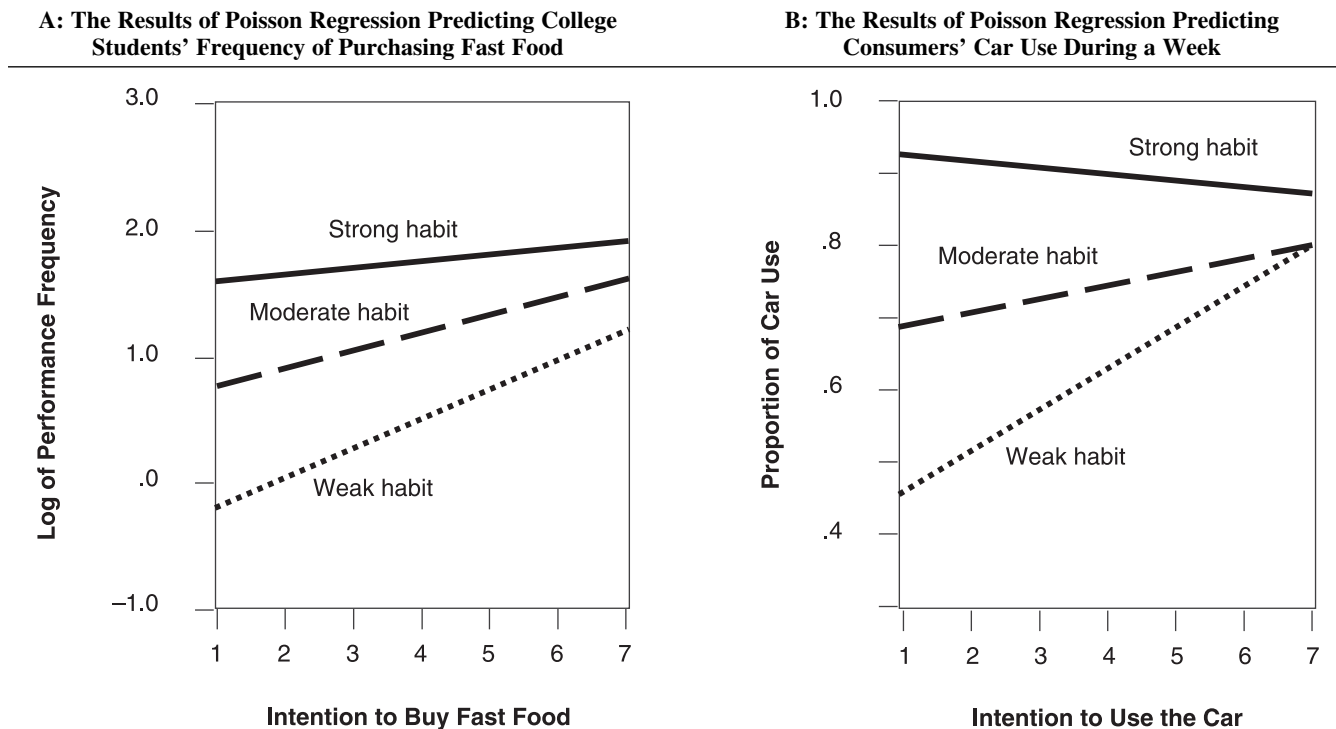 A: The Results of Poisson Regression Predicting College
Students’ Frequency of Purchasing Fast Food
3.0
2.0
1.0
.0
–1.0
Log of Performance Frequency
Strong habit
Moderate habit
Weak habit
1 2 3 4 5 6 7
Intention to Buy Fast Food
B: The Results of Poisson Regression Predicting
Consumers’ Car Use During a Week
1.0
.8
.6
.4
Proportion of Car Use
Strong habit
Moderate habit
Weak habit
1 2 3 4 5 6 7
Intention to Use the Car